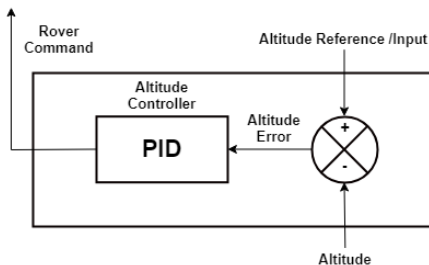 Rover
Command
Altitude Reference /Input
Altitude
Controller
PID
Altitude
Error
+
-
Altitude